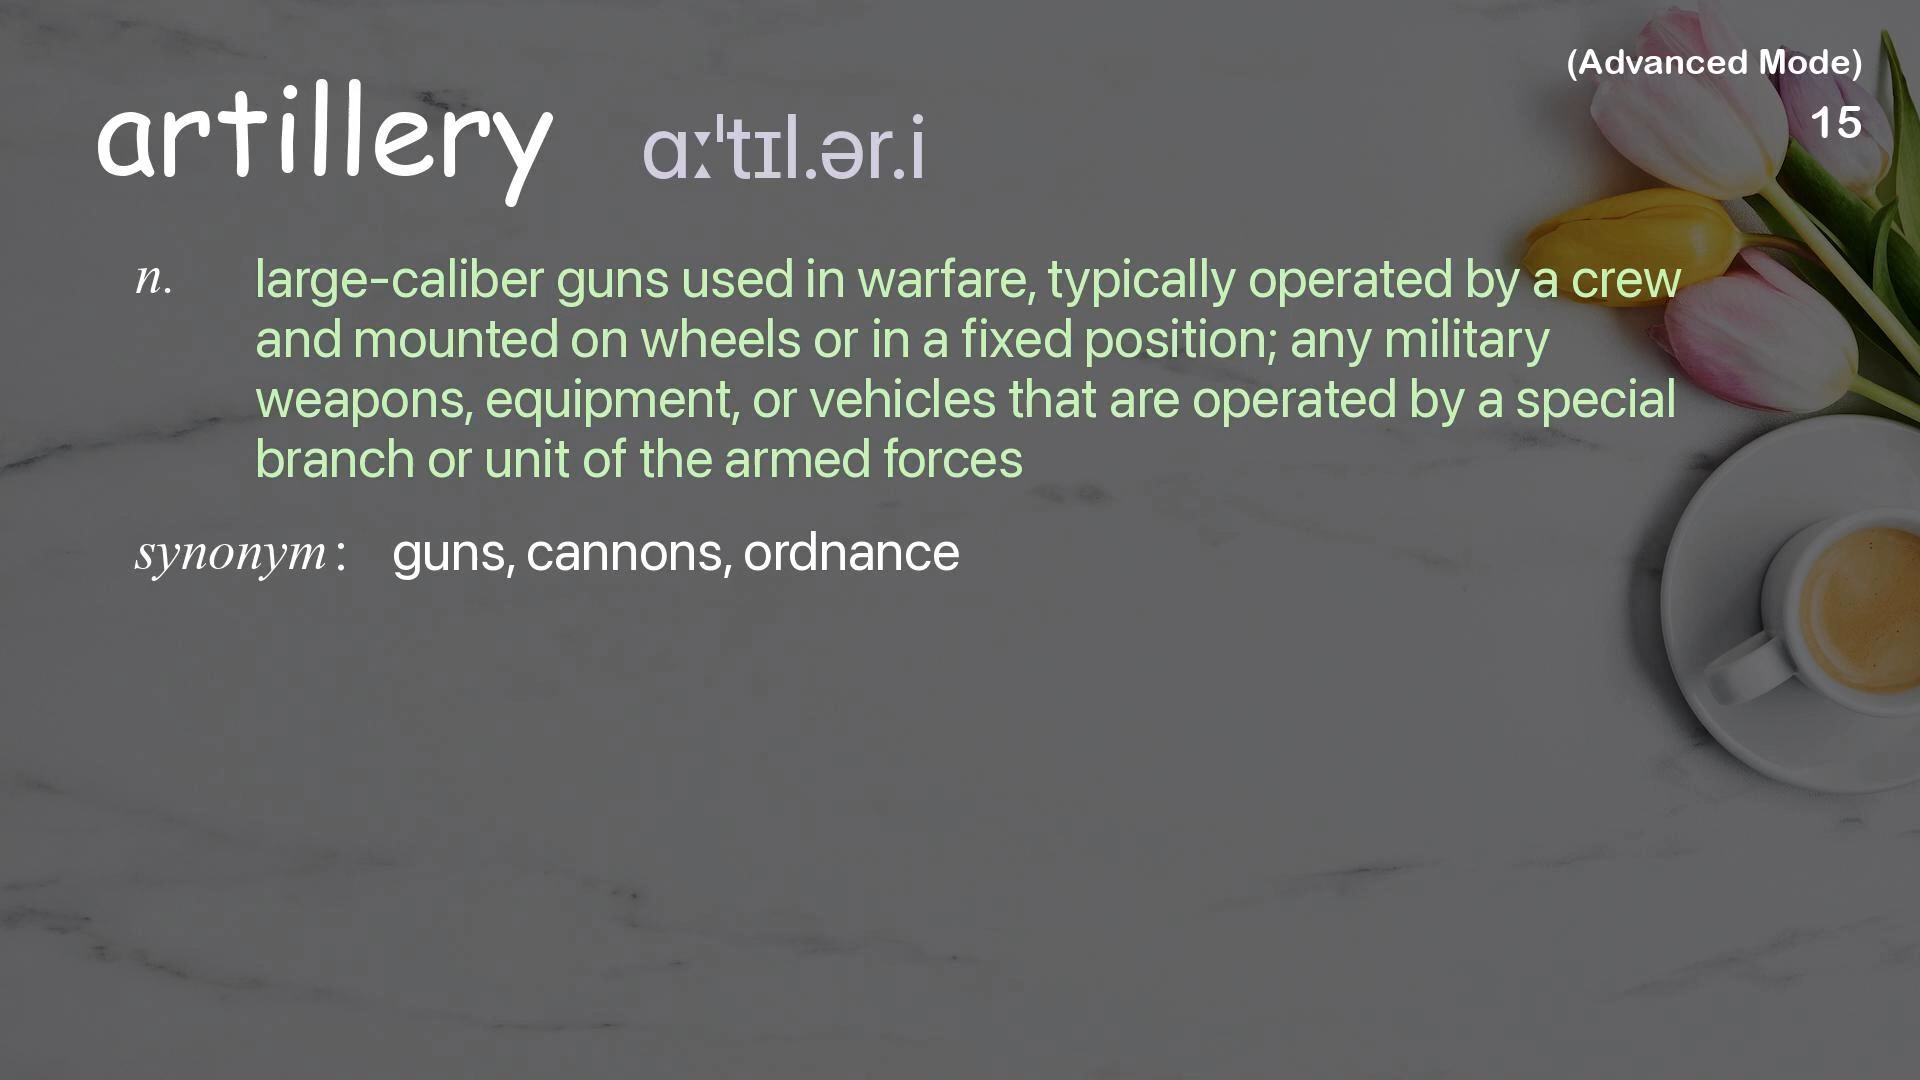 (Advanced Mode)
15
artillery ɑːˈtɪl.ər.i
n. large-caliber guns used in warfare, typically operated by a crew
and mounted on wheels or in a fixed position; any military
weapons, equipment, or vehicles that are operated by a special
branch or unit of the armed forces
synonym: guns, cannons, ordnance